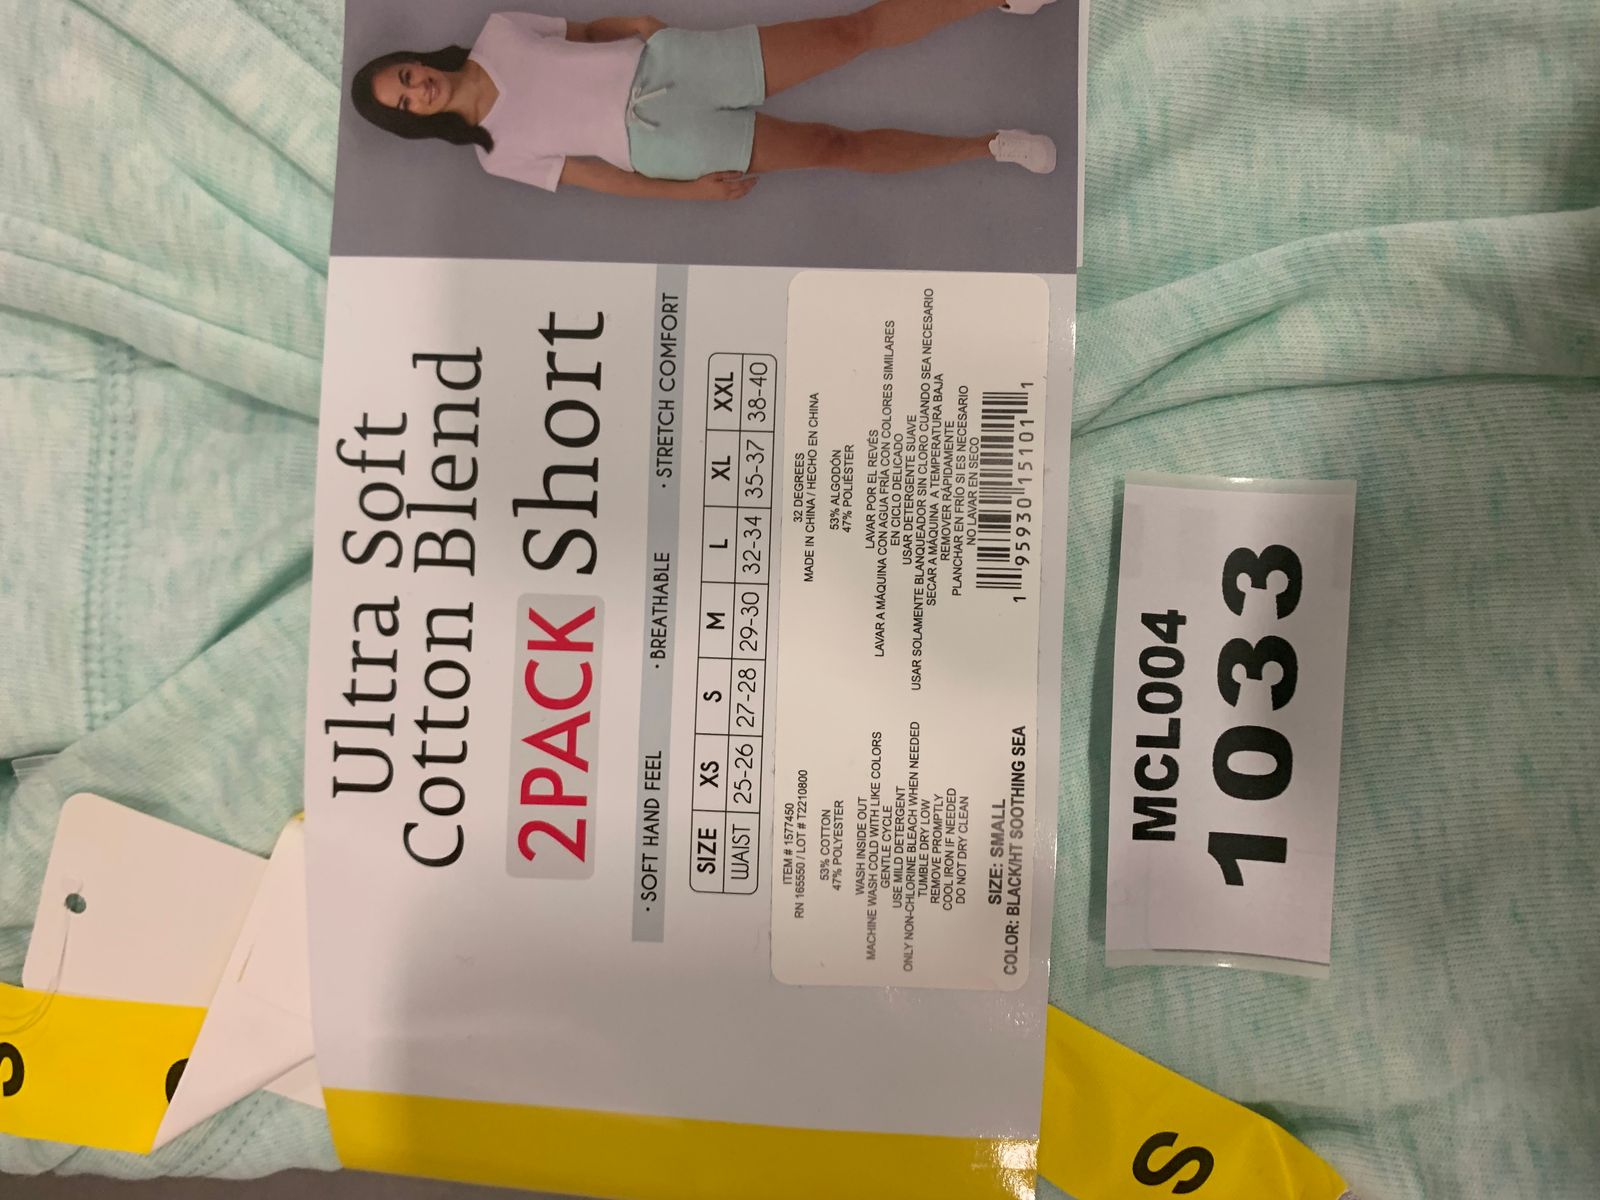 Ultra Soft
Cotton Blend
2PACK Short
· SOFT HAND FEEL · BREATHABLE · STRETCH COMFORT
SIZE XS S M L XL XXL
WAIST 25-26 27-28 29-30 32-34 35-37 38-40
ITEM # 1577450
RN 165550 / LOT # T2210800
53% COTTON
47% POLYESTER
WASH INSIDE OUT
MACHINE WASH COLD WITH LIKE COLORS
GENTLE CYCLE
USE MILD DETERGENT
ONLY NON-CHLORINE BLEACH WHEN NEEDED
TUMBLE DRY LOW
REMOVE PROMPTLY
COOL IRON IF NEEDED
DO NOT DRY CLEAN
SIZE: SMALL
COLOR: BLACK/HT SOOTHING SEA
32 DEGREES
MADE IN CHINA / HECHO EN CHINA
53% ALGODÓN
47% POLIÉSTER
LAVAR POR EL REVÉS
LAVAR A MÁQUINA CON AGUA FRÍA CON COLORES SIMILARES
EN CICLO DELICADO
USAR DETERGENTE SUAVE
USAR SOLAMENTE BLANQUEADOR SIN CLORO CUANDO SEA NECESARIO
SECAR A MÁQUINA A TEMPERATURA BAJA
REMOVER RÁPIDAMENTE
PLANCHAR EN FRÍO SI ES NECESARIO
NO LAVAR EN SECO
1 95930 15101 1
MCL004
1033
S
S
S